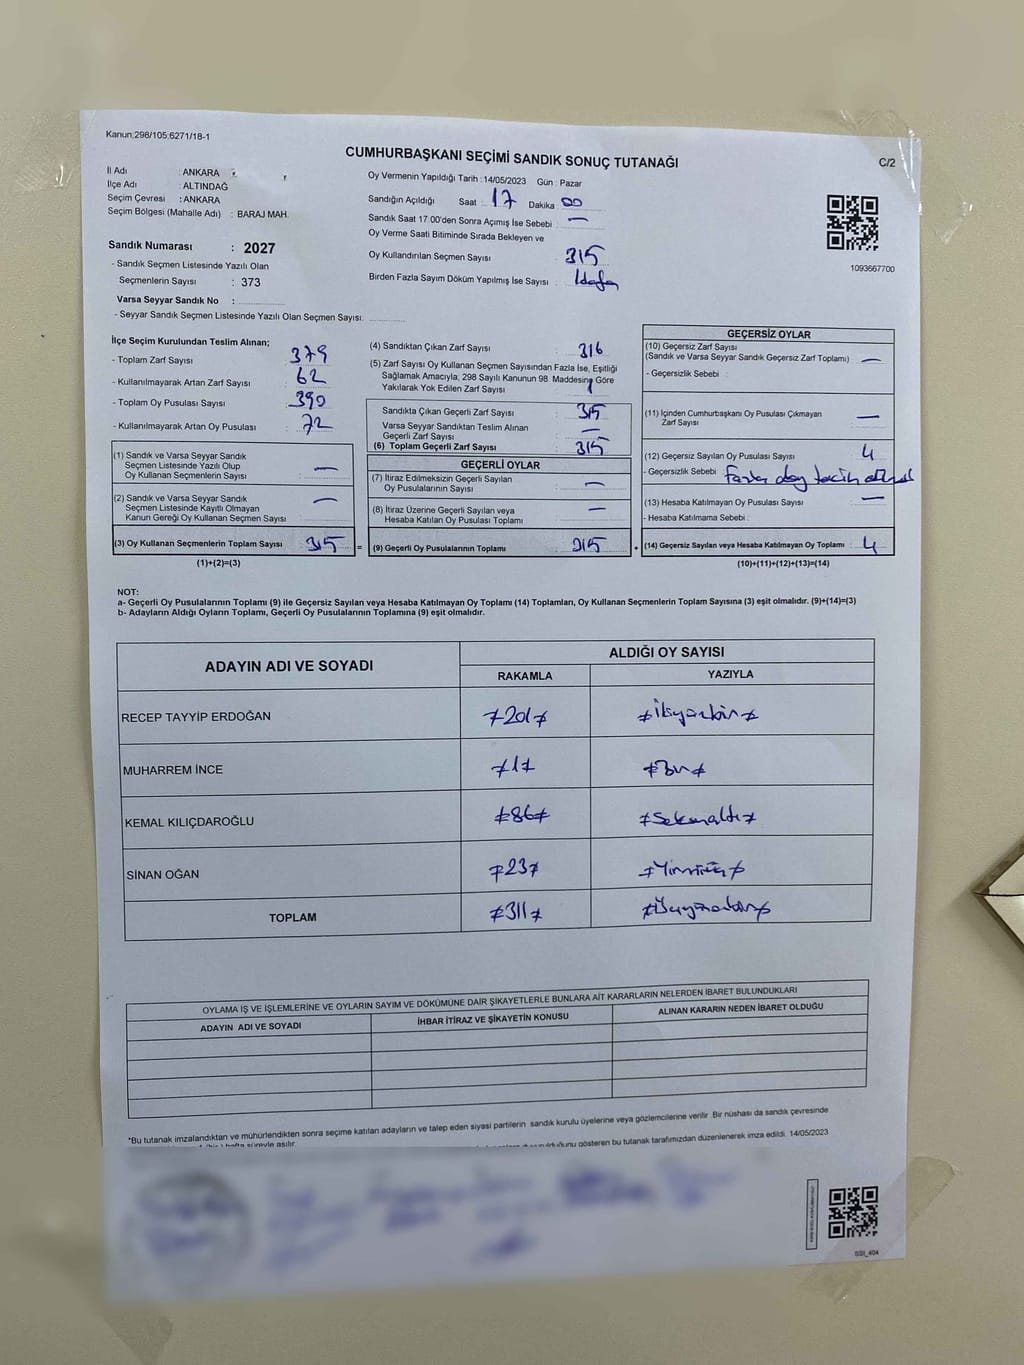 Kanun;298/105;6271/18-1
CUMHURBAŞKANI SEÇİMİ SANDIK SONUÇ TUTANAĞI
C/2
İl Adı : ANKARA
İlçe Adı : ALTINDAĞ
Seçim Çevresi : ANKARA
Seçim Bölgesi (Mahalle Adı) : BARAJ MAH.
Oy Vermenin Yapıldığı Tarih : 14/05/2023 Gün : Pazar
Sandığın Açıldığı Saat : 17 Dakika : 00
Sandık Saat 17:00'den Sonra Açımış İse Sebebi : —
Oy Verme Saati Bitiminde Sırada Bekleyen ve
Oy Kullandırılan Seçmen Sayısı : 315
Birden Fazla Sayım Döküm Yapılmış İse Sayısı :
1093667700
Sandık Numarası : 2027
- Sandık Seçmen Listesinde Yazılı Olan
Seçmenlerin Sayısı : 373
Varsa Seyyar Sandık No :
- Seyyar Sandık Seçmen Listesinde Yazılı Olan Seçmen Sayısı:
İlçe Seçim Kurulundan Teslim Alınan;
- Toplam Zarf Sayısı : 379
- Kullanılmayarak Artan Zarf Sayısı : 62
- Toplam Oy Pusulası Sayısı : 390
- Kullanılmayarak Artan Oy Pusulası : 72
(1) Sandık ve Varsa Seyyar Sandık
Seçmen Listesinde Yazılı Olup
Oy Kullanan Seçmenlerin Sayısı : —
(2) Sandık ve Varsa Seyyar Sandık
Seçmen Listesinde Kayıtlı Olmayan
Kanun Gereği Oy Kullanan Seçmen Sayısı : —
(3) Oy Kullanan Seçmenlerin Toplam Sayısı : 315 =
(1)+(2)=(3)
(4) Sandıktan Çıkan Zarf Sayısı : 316
(5) Zarf Sayısı Oy Kullanan Seçmen Sayısından Fazla İse, Eşitliği
Sağlamak Amacıyla; 298 Sayılı Kanunun 98. Maddesine Göre
Yakılarak Yok Edilen Zarf Sayısı : 1
Sandıkta Çıkan Geçerli Zarf Sayısı : 315
Varsa Seyyar Sandıktan Teslim Alınan
Geçerli Zarf Sayısı : —
(6) Toplam Geçerli Zarf Sayısı : 315
GEÇERLİ OYLAR
(7) İtiraz Edilmeksizin Geçerli Sayılan
Oy Pusulalarının Sayısı : —
(8) İtiraz Üzerine Geçerli Sayılan veya
Hesaba Katılan Oy Pusulası Toplamı : —
(9) Geçerli Oy Pusulalarının Toplamı : 315 +
GEÇERSİZ OYLAR
(10) Geçersiz Zarf Sayısı
(Sandık ve Varsa Seyyar Sandık Geçersiz Zarf Toplamı) : —
- Geçersizlik Sebebi :
(11) İçinden Cumhurbaşkanı Oy Pusulası Çıkmayan
Zarf Sayısı : —
(12) Geçersiz Sayılan Oy Pusulası Sayısı : 4
- Geçersizlik Sebebi : Fazla
(13) Hesaba Katılmayan Oy Pusulası Sayısı : —
- Hesaba Katılmama Sebebi :
(14) Geçersiz Sayılan veya Hesaba Katılmayan Oy Toplamı : 4
(10)+(11)+(12)+(13)=(14)
NOT:
a- Geçerli Oy Pusulalarının Toplamı (9) ile Geçersiz Sayılan veya Hesaba Katılmayan Oy Toplamı (14) Toplamları, Oy Kullanan Seçmenlerin Toplam Sayısına (3) eşit olmalıdır. (9)+(14)=(3)
b- Adayların Aldığı Oyların Toplamı, Geçerli Oy Pusulalarının Toplamına (9) eşit olmalıdır.
ADAYIN ADI VE SOYADI ALDIĞI OY SAYISI
RAKAMLA YAZIYLA
RECEP TAYYİP ERDOĞAN ≠201≠ ≠ikiyüzbir≠
MUHARREM İNCE ≠1≠ ≠Bir≠
KEMAL KILIÇDAROĞLU ≠86≠ ≠Seksenaltı≠
SİNAN OĞAN ≠23≠ ≠Yirmiüç≠
TOPLAM ≠311≠ ≠Üçyüzonbir≠
OYLAMA İŞ VE İŞLEMLERİNE VE OYLARIN SAYIM VE DÖKÜMÜNE DAİR ŞİKAYETLERLE BUNLARA AİT KARARLARIN NELERDEN İBARET BULUNDUKLARI
ADAYIN ADI VE SOYADI İHBAR İTİRAZ VE ŞİKAYETİN KONUSU ALINAN KARARIN NEDEN İBARET OLDUĞU
*Bu tutanak imzalandıktan ve mühürlendikten sonra seçime katılan adayların ve talep eden siyasi partilerin sandık kurulu üyelerine veya gözlemcilerine verilir. Bir nüshası da sandık çevresinde
hafta süreyle asılır. olduğunu gösteren bu tutanak tarafımızdan düzenlenerek imza edildi. 14/05/2023
SSI_404